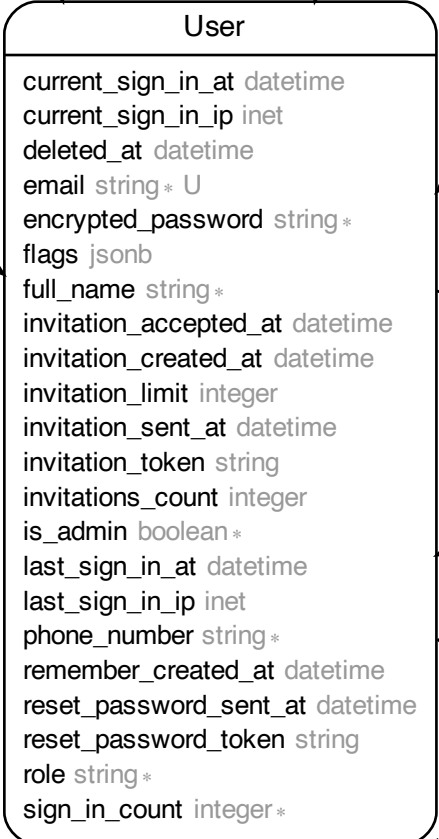 User
current_sign_in_at datetime
current_sign_in_ip inet
deleted_at datetime
email string∗ U
encrypted_password string∗
flags jsonb
full_name string∗
invitation_accepted_at datetime
invitation_created_at datetime
invitation_limit integer
invitation_sent_at datetime
invitation_token string
invitations_count integer
is_admin boolean∗
last_sign_in_at datetime
last_sign_in_ip inet
phone_number string∗
remember_created_at datetime
reset_password_sent_at datetime
reset_password_token string
role string∗
sign_in_count integer∗